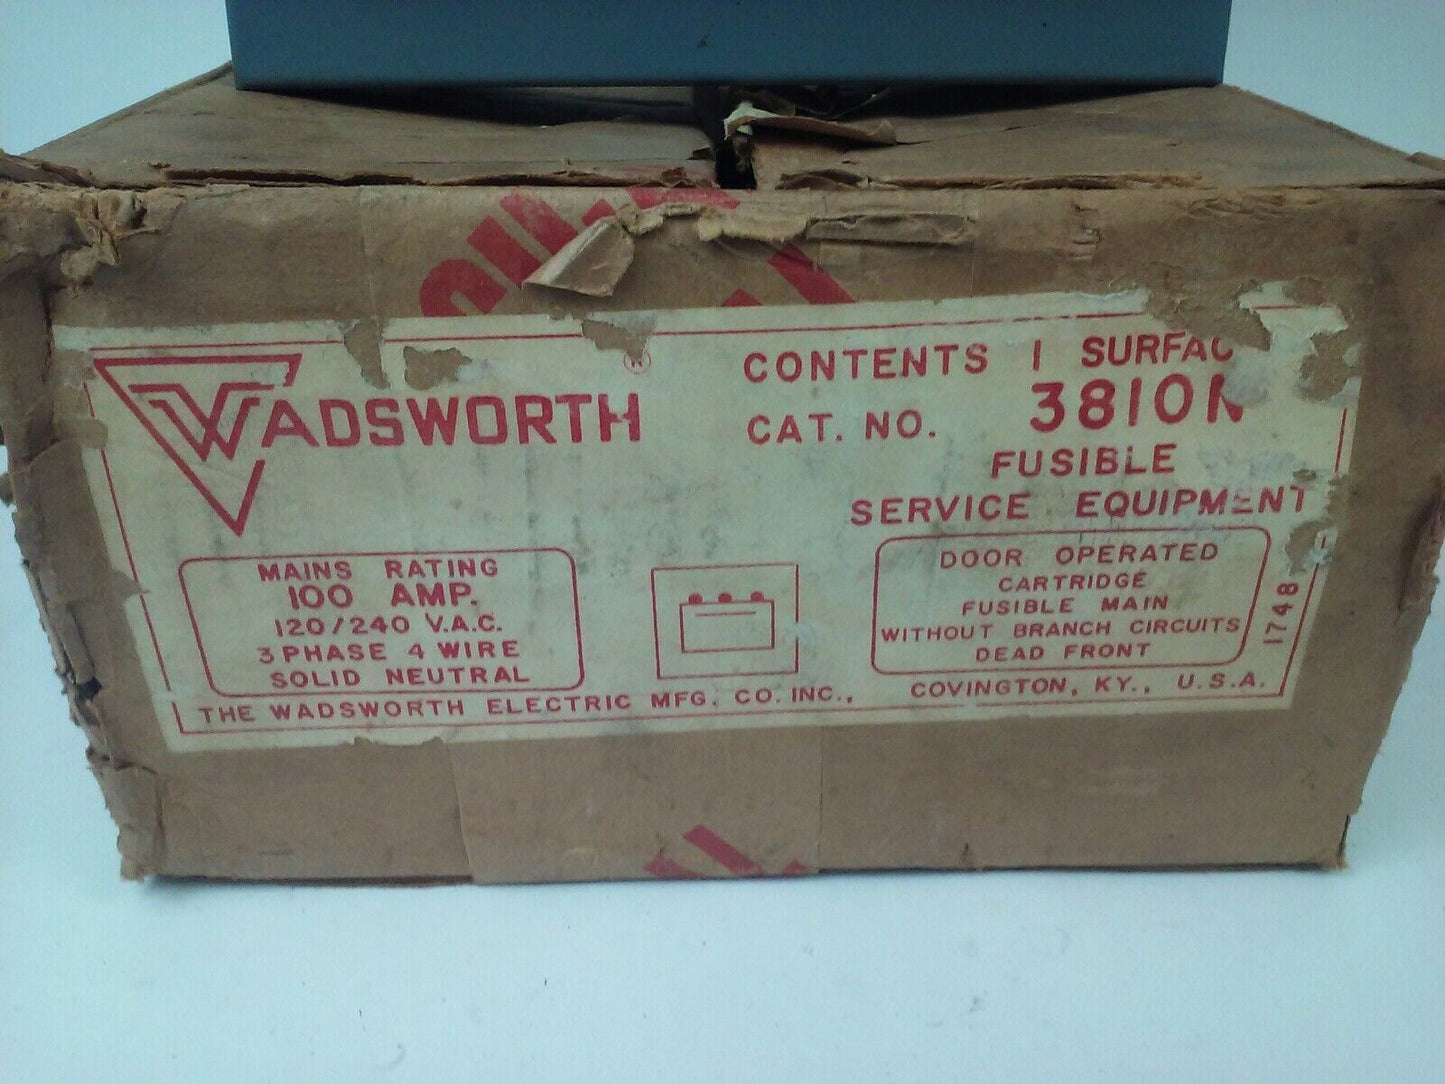 WADSWORTH ®
CONTENTS 1 SURFAC
CAT. NO. 3810N
FUSIBLE
SERVICE EQUIPMENT
MAINS RATING
100 AMP.
120/240 V.A.C.
3 PHASE 4 WIRE
SOLID NEUTRAL
DOOR OPERATED
CARTRIDGE
FUSIBLE MAIN
WITHOUT BRANCH CIRCUITS
DEAD FRONT
1748
THE WADSWORTH ELECTRIC MFG. CO. INC., COVINGTON, KY., U.S.A.